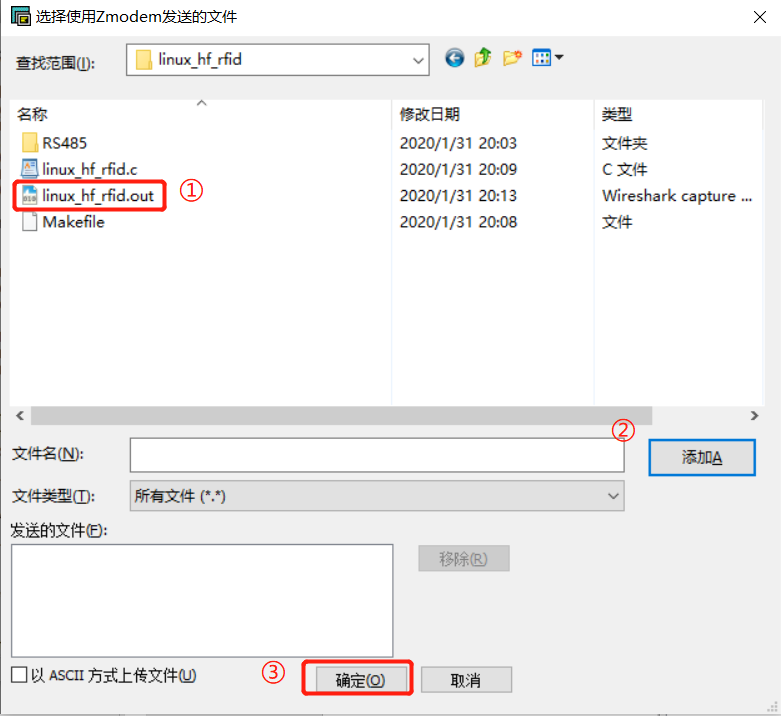 选择使用Zmodem发送的文件
查找范围(I): linux_hf_rfid
名称 修改日期 类型
RS485 2020/1/31 20:03 文件夹
linux_hf_rfid.c 2020/1/31 20:09 C 文件
linux_hf_rfid.out ① 2020/1/31 20:13 Wireshark capture ...
Makefile 2020/1/31 20:08 文件
②
文件名(N): 添加A
文件类型(T): 所有文件 (*.*)
发送的文件(F):
移除(R)
以 ASCII 方式上传文件(U) ③ 确定(O) 取消